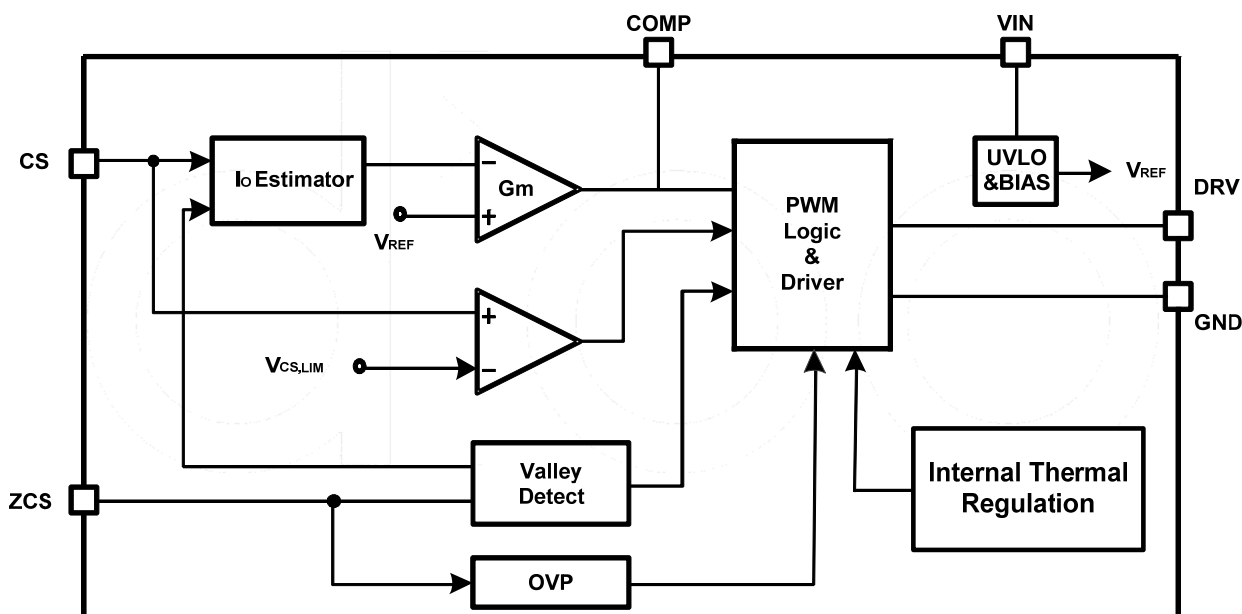 COMP
VIN
CS
IO Estimator
−
Gm
+
VREF
PWM
Logic
&
Driver
UVLO
&BIAS
VREF
DRV
GND
+
VCS,LIM
−
ZCS
Valley
Detect
OVP
Internal Thermal
Regulation